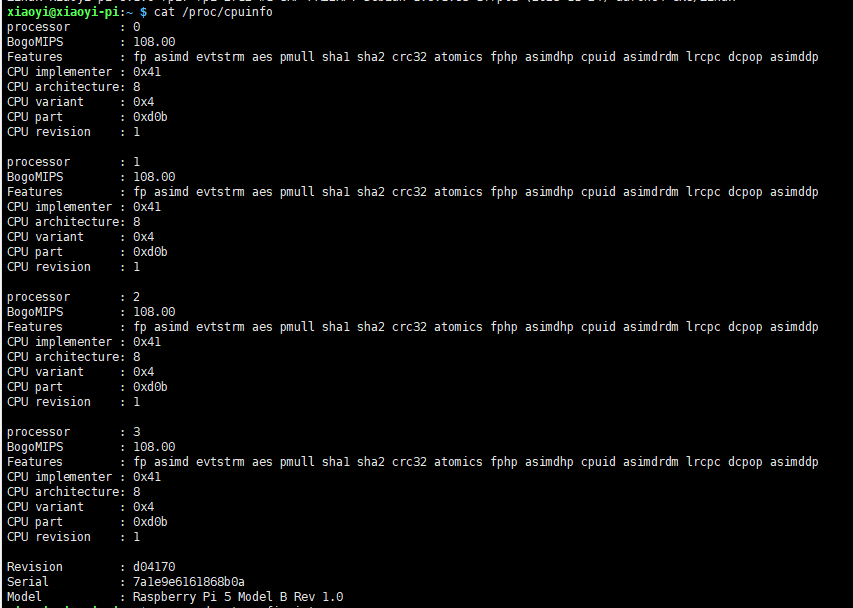 xiaoyi@xiaoyi-pi:~ $ cat /proc/cpuinfo
processor : 0
BogoMIPS : 108.00
Features : fp asimd evtstrm aes pmull sha1 sha2 crc32 atomics fphp asimdhp cpuid asimdrdm lrcpc dcpop asimddp
CPU implementer : 0x41
CPU architecture: 8
CPU variant : 0x4
CPU part : 0xd0b
CPU revision : 1

processor : 1
BogoMIPS : 108.00
Features : fp asimd evtstrm aes pmull sha1 sha2 crc32 atomics fphp asimdhp cpuid asimdrdm lrcpc dcpop asimddp
CPU implementer : 0x41
CPU architecture: 8
CPU variant : 0x4
CPU part : 0xd0b
CPU revision : 1

processor : 2
BogoMIPS : 108.00
Features : fp asimd evtstrm aes pmull sha1 sha2 crc32 atomics fphp asimdhp cpuid asimdrdm lrcpc dcpop asimddp
CPU implementer : 0x41
CPU architecture: 8
CPU variant : 0x4
CPU part : 0xd0b
CPU revision : 1

processor : 3
BogoMIPS : 108.00
Features : fp asimd evtstrm aes pmull sha1 sha2 crc32 atomics fphp asimdhp cpuid asimdrdm lrcpc dcpop asimddp
CPU implementer : 0x41
CPU architecture: 8
CPU variant : 0x4
CPU part : 0xd0b
CPU revision : 1

Revision : d04170
Serial : 7a1e9e6161868b0a
Model : Raspberry Pi 5 Model B Rev 1.0